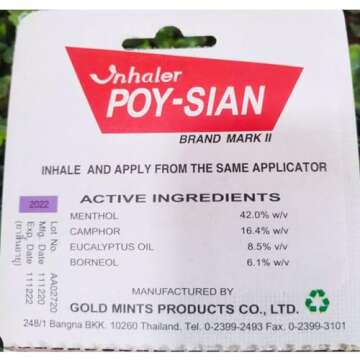 Inhaler
POY-SIAN
BRAND MARK II
INHALE AND APPLY FROM THE SAME APPLICATOR
ACTIVE INGREDIENTS
MENTHOL 42.0% w/v
CAMPHOR 16.4% w/v
EUCALYPTUS OIL 8.5% v/v
BORNEOL 6.1% w/v
2022
Lot. No. AA02720
Mfg. Date 111220
Exp. Date 111222
MANUFACTURED BY
GOLD MINTS PRODUCTS CO., LTD.
248/1 Bangna BKK. 10260 Thailand. Tel. 0-2399-2493 Fax. 0-2399-3101